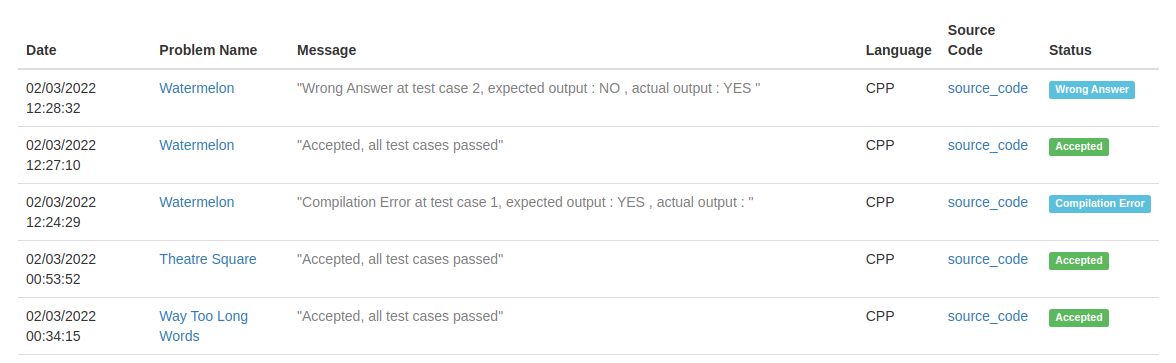 Date Problem Name Message Language Source Code Status
02/03/2022 12:28:32 Watermelon "Wrong Answer at test case 2, expected output : NO , actual output : YES " CPP source_code Wrong Answer
02/03/2022 12:27:10 Watermelon "Accepted, all test cases passed" CPP source_code Accepted
02/03/2022 12:24:29 Watermelon "Compilation Error at test case 1, expected output : YES , actual output : " CPP source_code Compilation Error
02/03/2022 00:53:52 Theatre Square "Accepted, all test cases passed" CPP source_code Accepted
02/03/2022 00:34:15 Way Too Long Words "Accepted, all test cases passed" CPP source_code Accepted